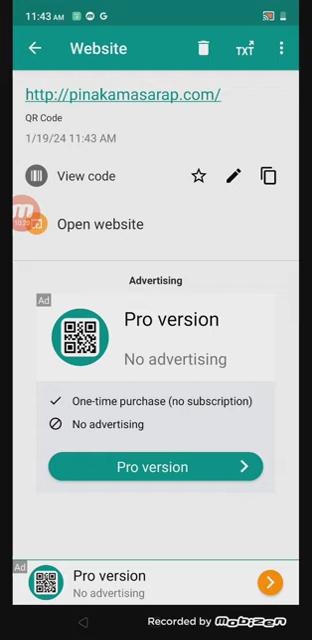 11:43 AM
Website
TXT
http://pinakamasarap.com/
QR Code
1/19/24 11:43 AM
View code
10:29
Open website
Advertising
Ad
Pro version
No advertising
One-time purchase (no subscription)
No advertising
Pro version
Ad
Pro version
No advertising
Recorded by Mobizen